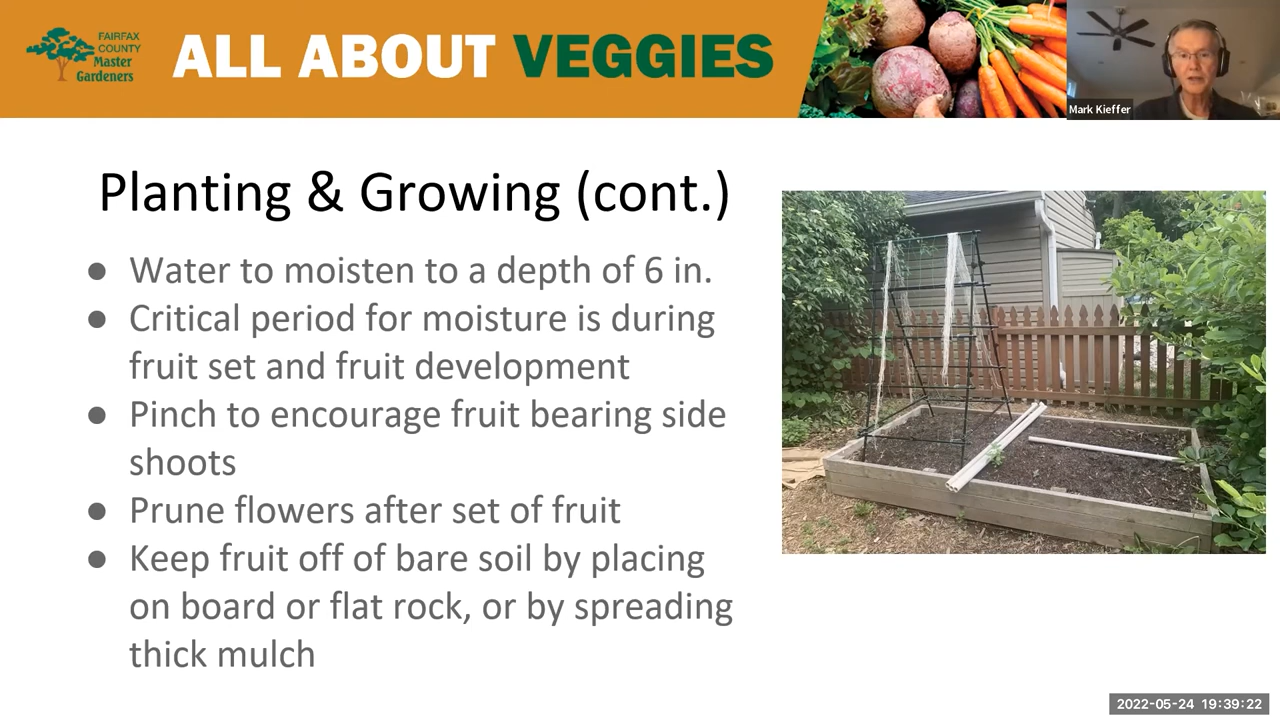 FAIRFAX
COUNTY
Master
Gardeners
ALL ABOUT VEGGIES
Mark Kieffer
Planting & Growing (cont.)
● Water to moisten to a depth of 6 in.
● Critical period for moisture is during
fruit set and fruit development
● Pinch to encourage fruit bearing side
shoots
● Prune flowers after set of fruit
● Keep fruit off of bare soil by placing
on board or flat rock, or by spreading
thick mulch
2022-05-24 19:39:22